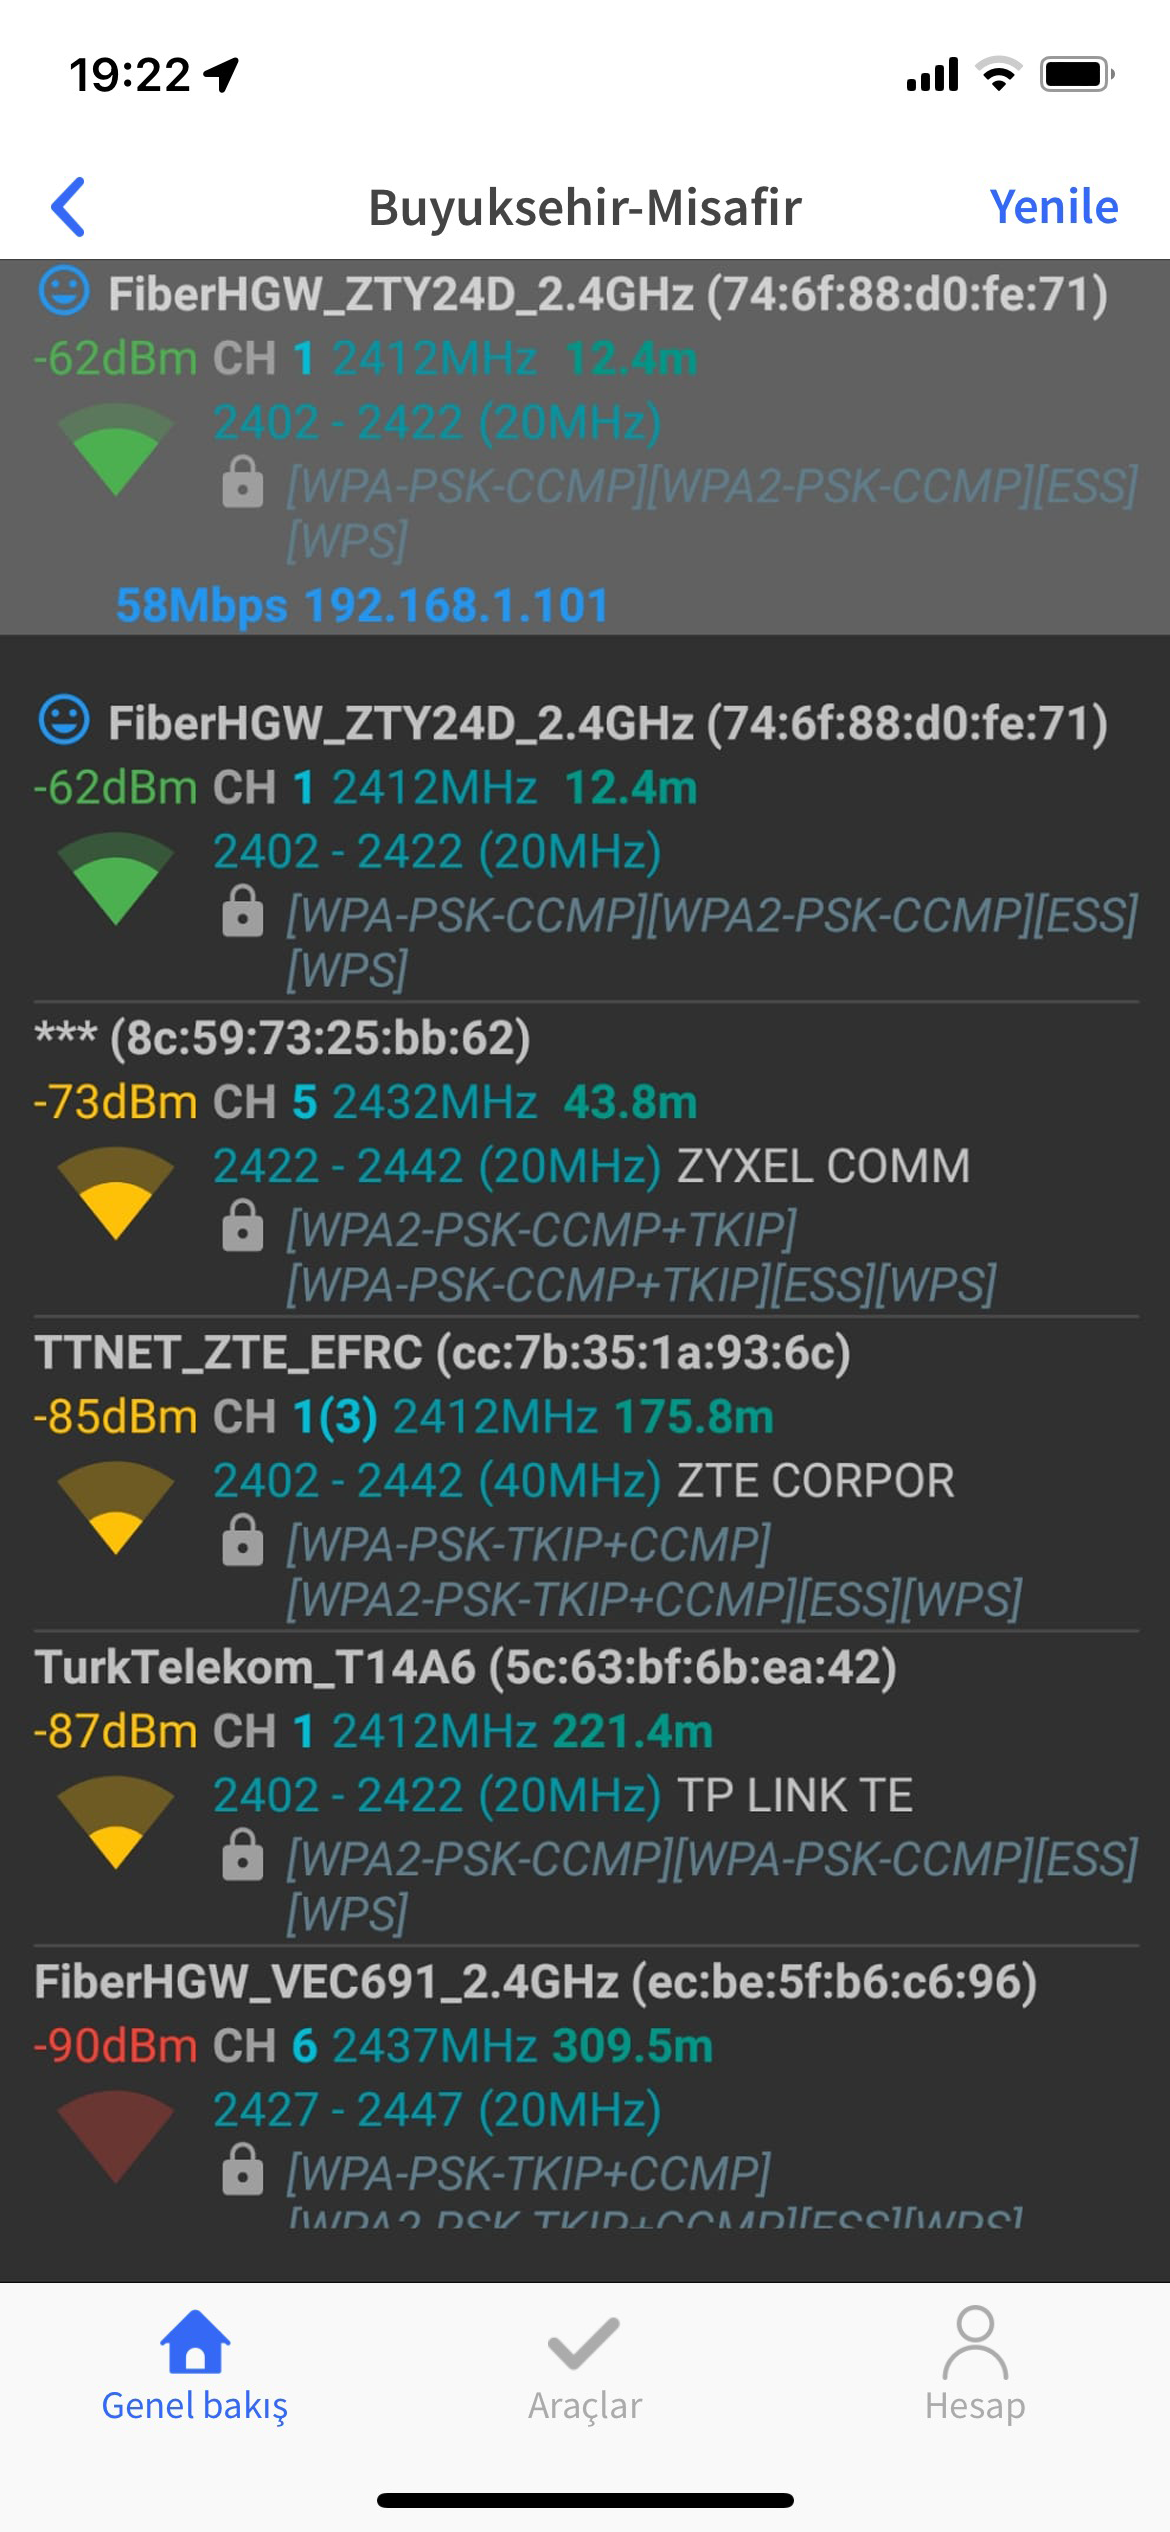 19:22
Buyuksehir-Misafir
Yenile
FiberHGW_ZTY24D_2.4GHz (74:6f:88:d0:fe:71)
-62dBm CH 1 2412MHz 12.4m
2402 - 2422 (20MHz)
[WPA-PSK-CCMP][WPA2-PSK-CCMP][ESS]
[WPS]
58Mbps 192.168.1.101
FiberHGW_ZTY24D_2.4GHz (74:6f:88:d0:fe:71)
-62dBm CH 1 2412MHz 12.4m
2402 - 2422 (20MHz)
[WPA-PSK-CCMP][WPA2-PSK-CCMP][ESS]
[WPS]
*** (8c:59:73:25:bb:62)
-73dBm CH 5 2432MHz 43.8m
2422 - 2442 (20MHz) ZYXEL COMM
[WPA2-PSK-CCMP+TKIP]
[WPA-PSK-CCMP+TKIP][ESS][WPS]
TTNET_ZTE_EFRC (cc:7b:35:1a:93:6c)
-85dBm CH 1(3) 2412MHz 175.8m
2402 - 2442 (40MHz) ZTE CORPOR
[WPA-PSK-TKIP+CCMP]
[WPA2-PSK-TKIP+CCMP][ESS][WPS]
TurkTelekom_T14A6 (5c:63:bf:6b:ea:42)
-87dBm CH 1 2412MHz 221.4m
2402 - 2422 (20MHz) TP LINK TE
[WPA2-PSK-CCMP][WPA-PSK-CCMP][ESS]
[WPS]
FiberHGW_VEC691_2.4GHz (ec:be:5f:b6:c6:96)
-90dBm CH 6 2437MHz 309.5m
2427 - 2447 (20MHz)
[WPA-PSK-TKIP+CCMP]
[WPA2-PSK-TKIP+CCMP][ESS][WPS]
Genel bakış
Araçlar
Hesap